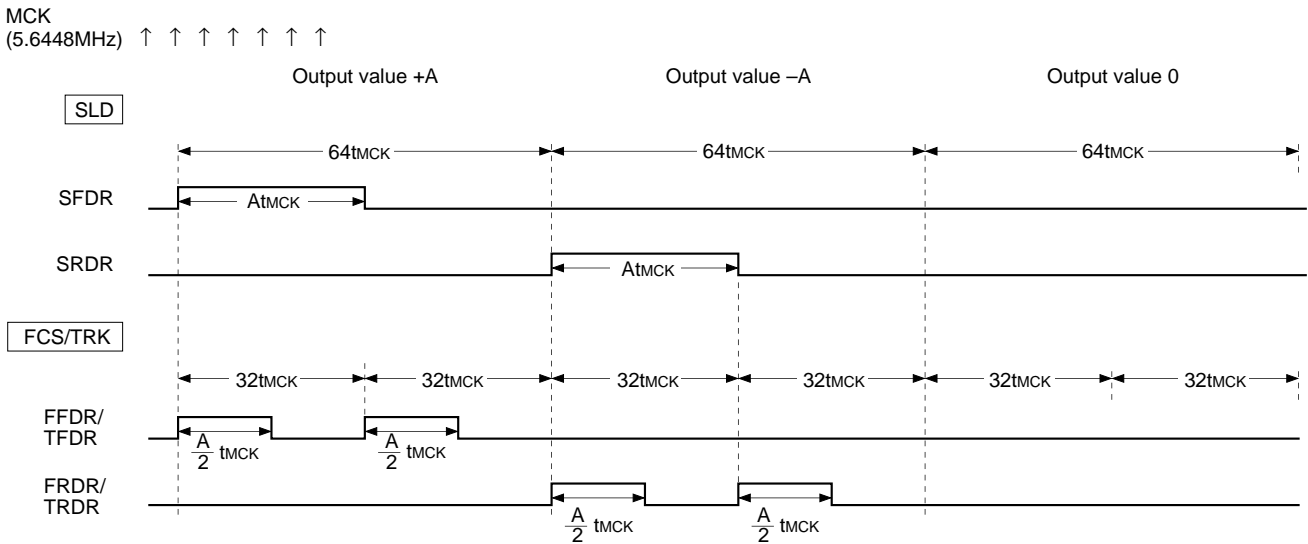 MCK
(5.6448MHz) ↑ ↑ ↑ ↑ ↑ ↑ ↑
Output value +A Output value –A Output value 0
SLD
64tMCK 64tMCK 64tMCK
SFDR AtMCK
SRDR AtMCK
FCS/TRK
32tMCK 32tMCK 32tMCK 32tMCK 32tMCK 32tMCK
FFDR/
TFDR
A/2 tMCK A/2 tMCK
FRDR/
TRDR
A/2 tMCK A/2 tMCK